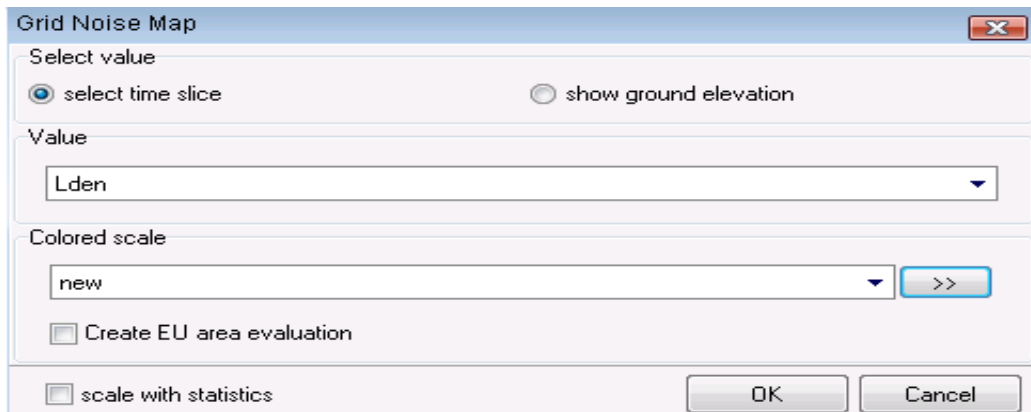 Grid Noise Map
Select value
select time slice
show ground elevation
Value
Lden
Colored scale
new
>>
Create EU area evaluation
scale with statistics
OK
Cancel